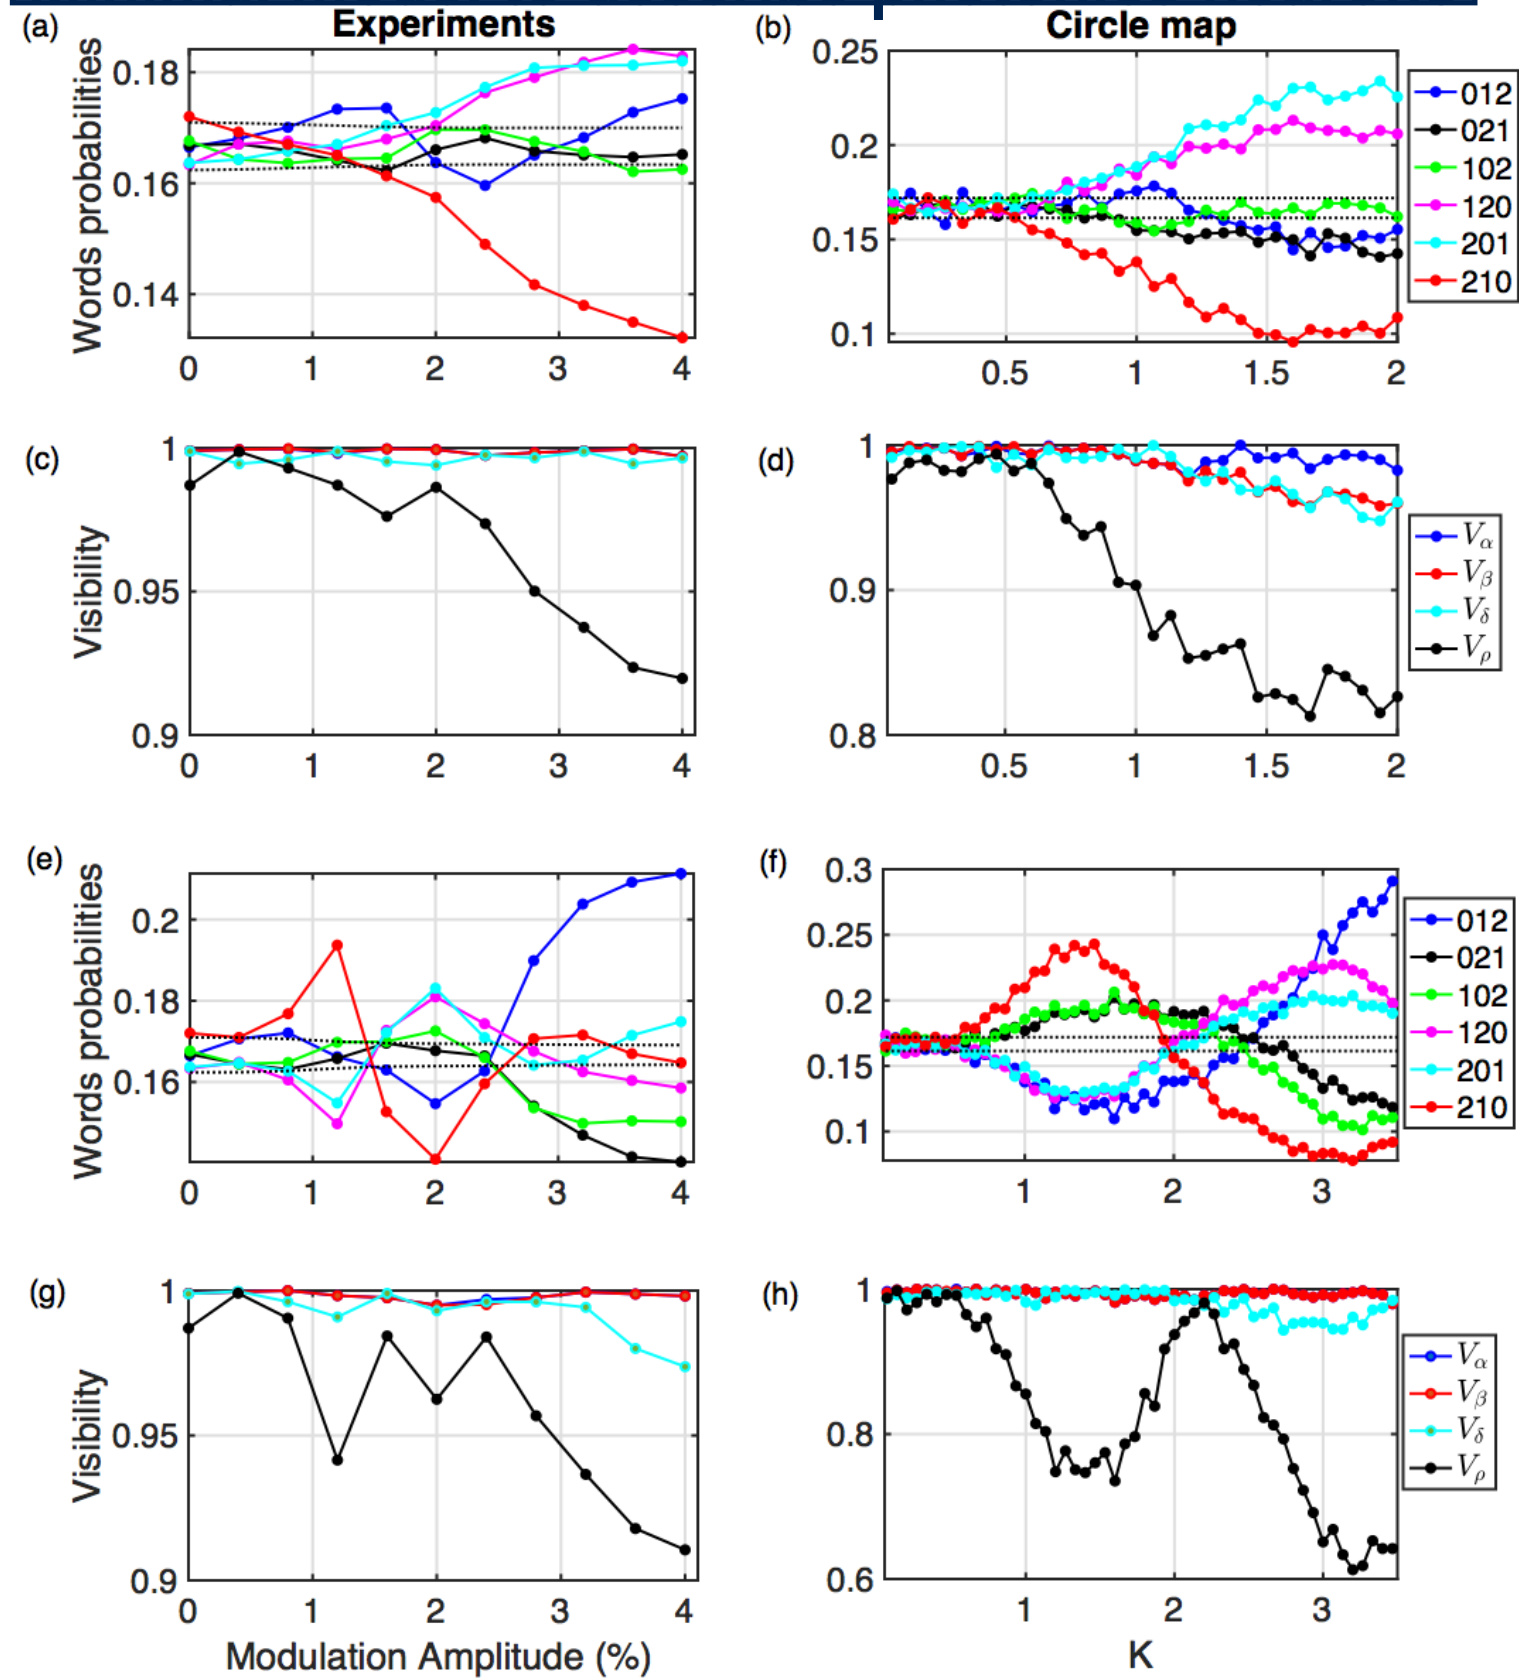 Experiments
Circle map
(a)
Words probabilities
0.18
0.16
0.14
0 1 2 3 4
(b)
0.25
0.2
0.15
0.1
0.5 1 1.5 2
012
021
102
120
201
210
(c)
Visibility
1
0.95
0.9
0 1 2 3 4
(d)
1
0.9
0.8
0.5 1 1.5 2
Vα
Vβ
Vδ
Vρ
(e)
Words probabilities
0.2
0.18
0.16
0 1 2 3 4
(f)
0.3
0.25
0.2
0.15
0.1
1 2 3
012
021
102
120
201
210
(g)
Visibility
1
0.95
0.9
0 1 2 3 4
Modulation Amplitude (%)
(h)
1
0.8
0.6
1 2 3
K
Vα
Vβ
Vδ
Vρ